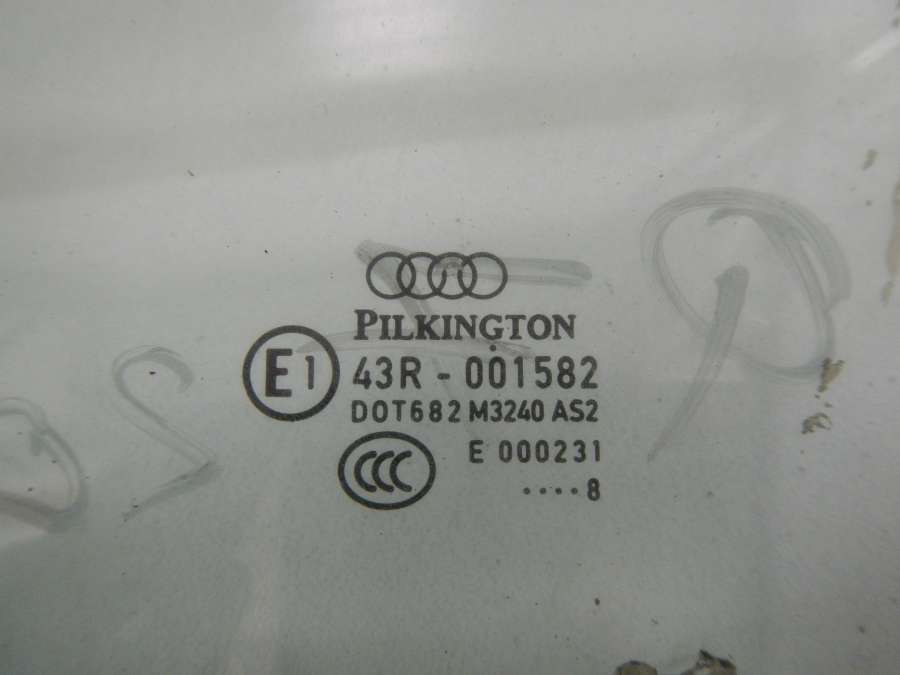 PILKINGTON
E1 43R - 001582
DOT682 M3240 AS2
CCC E 000231
····8